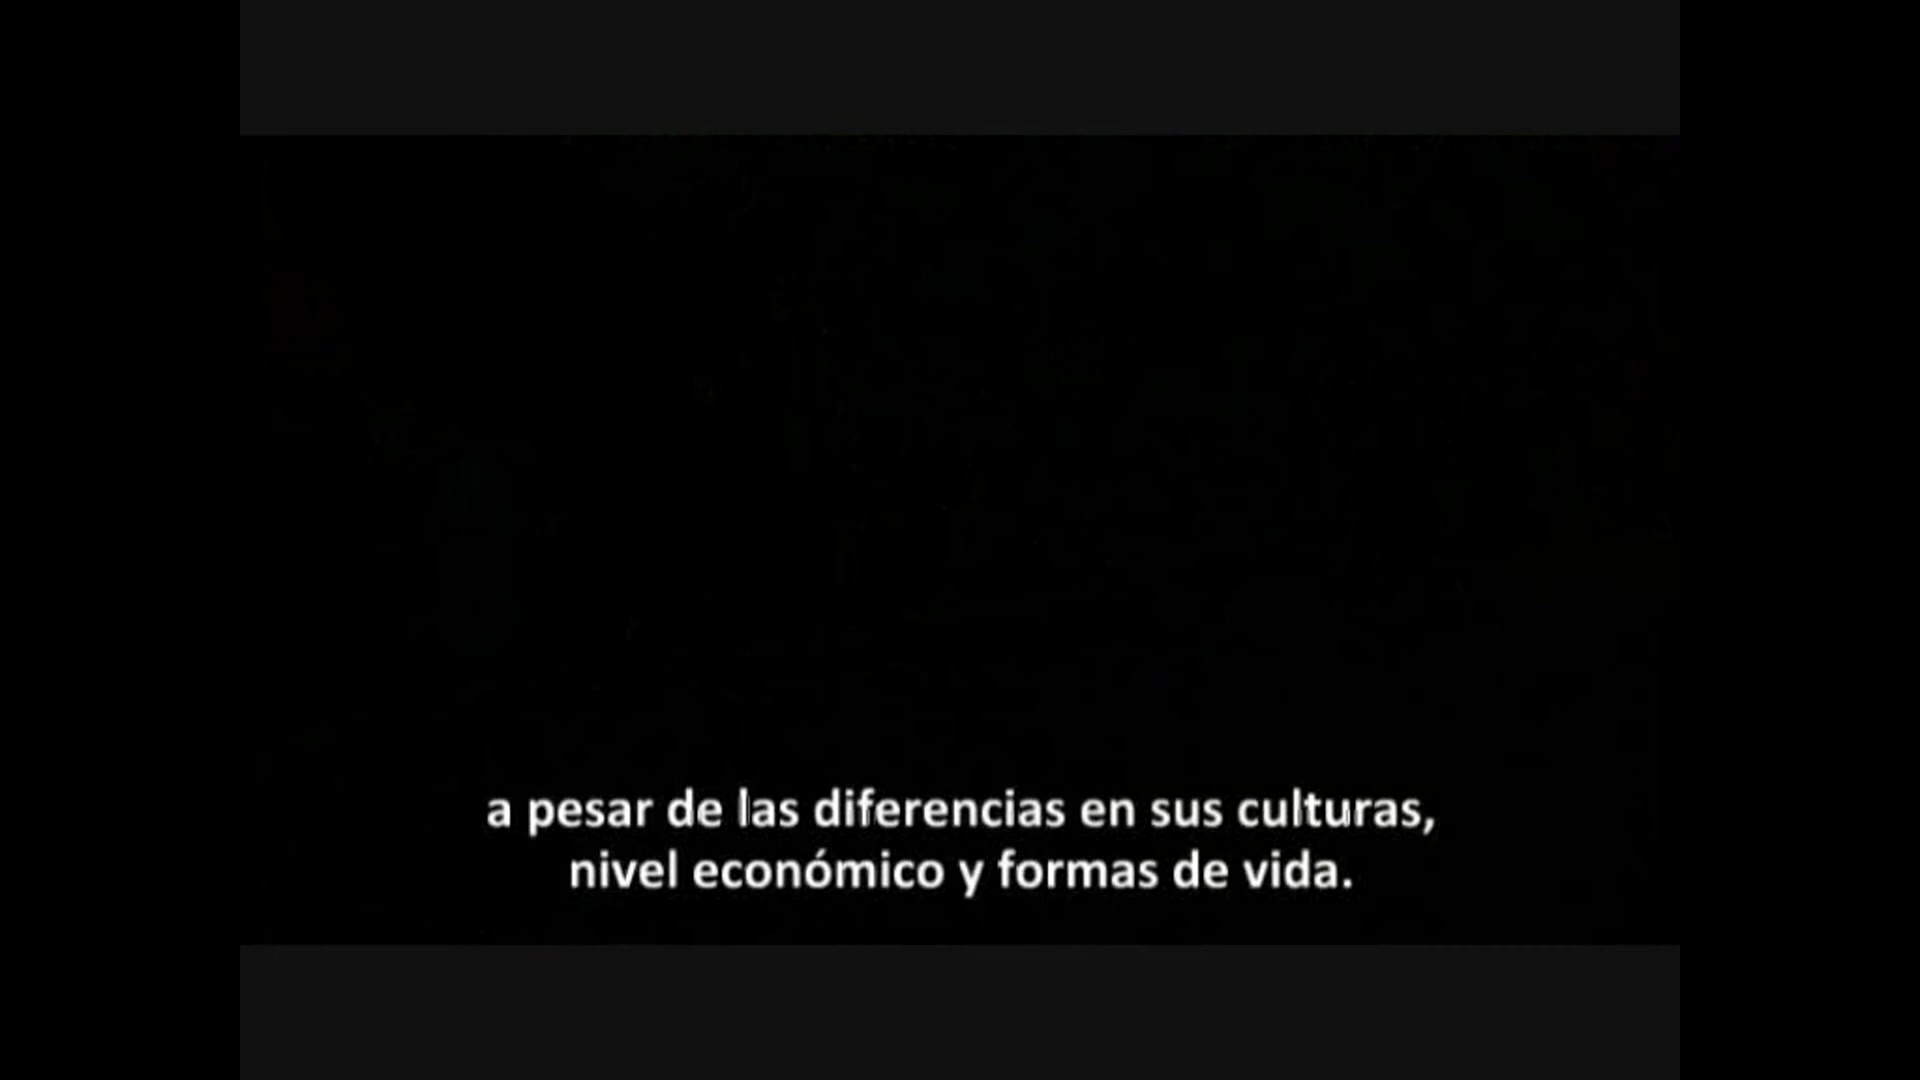 a pesar de las diferencias en sus culturas,
nivel económico y formas de vida.